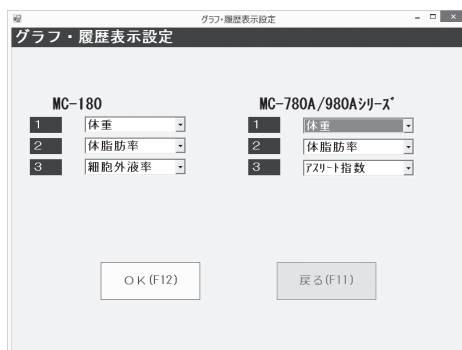 グラフ・履歴表示設定
グラフ・履歴表示設定
MC-180
1 体重
2 体脂肪率
3 細胞外液率
MC-780A/980Aｼﾘｰｽﾞ
1 体重
2 体脂肪率
3 ｱｽﾘｰﾄ指数
ＯＫ(F12)
戻る(F11)